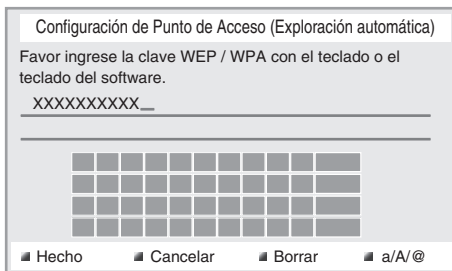 Configuración de Punto de Acceso (Exploración automática)
Favor ingrese la clave WEP / WPA con el teclado o el
teclado del software.
XXXXXXXXXX_
Hecho Cancelar Borrar a/A/@